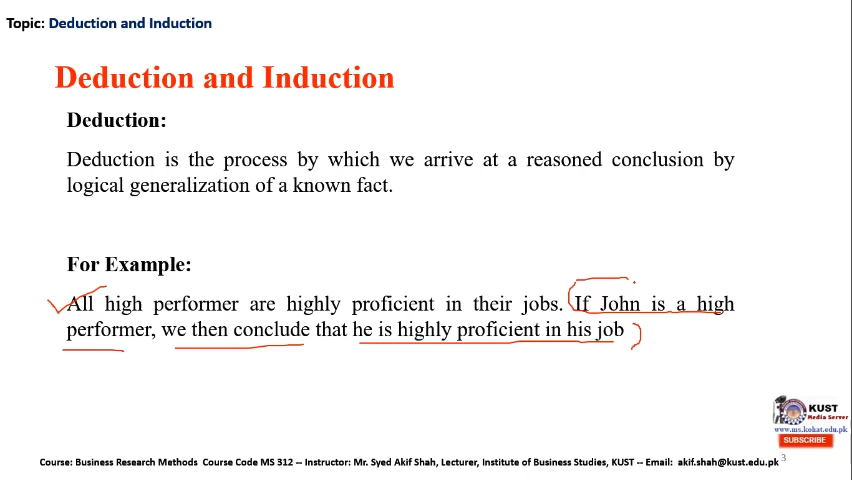 Topic: Deduction and Induction
Deduction and Induction
Deduction:
Deduction is the process by which we arrive at a reasoned conclusion by
logical generalization of a known fact.
For Example:
All high performer are highly proficient in their jobs. If John is a high
performer, we then conclude that he is highly proficient in his job
KUST
Media Server
www.ms.kohat.edu.pk
SUBSCRIBE
Course: Business Research Methods Course Code MS 312 -- Instructor: Mr. Syed Akif Shah, Lecturer, Institute of Business Studies, KUST -- Email: akif.shah@kust.edu.pk 3